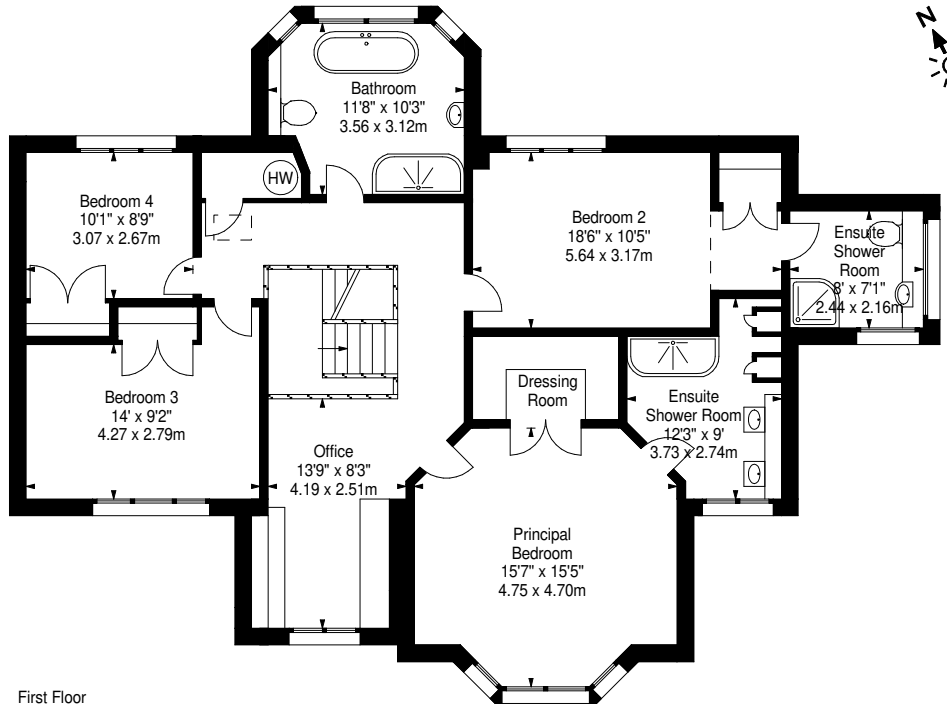 N
Bathroom
11'8" x 10'3"
3.56 x 3.12m
HW
Bedroom 4
10'1" x 8'9"
3.07 x 2.67m
Bedroom 2
18'6" x 10'5"
5.64 x 3.17m
Ensuite
Shower
Room
8' x 7'1"
2.44 x 2.16m
Bedroom 3
14' x 9'2"
4.27 x 2.79m
Dressing
Room
Ensuite
Shower Room
12'3" x 9'
3.73 x 2.74m
Office
13'9" x 8'3"
4.19 x 2.51m
Principal
Bedroom
15'7" x 15'5"
4.75 x 4.70m
First Floor